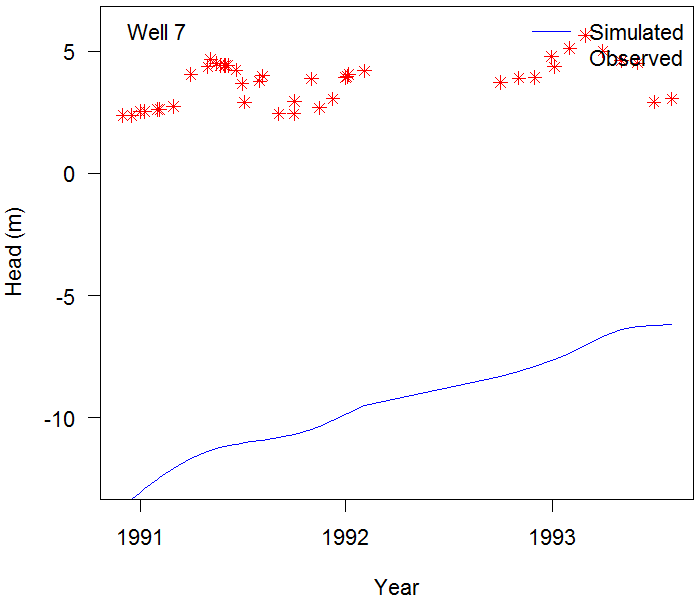 Well 7
Simulated
Observed
5
0
-5
-10
Head (m)
1991 1992 1993
Year